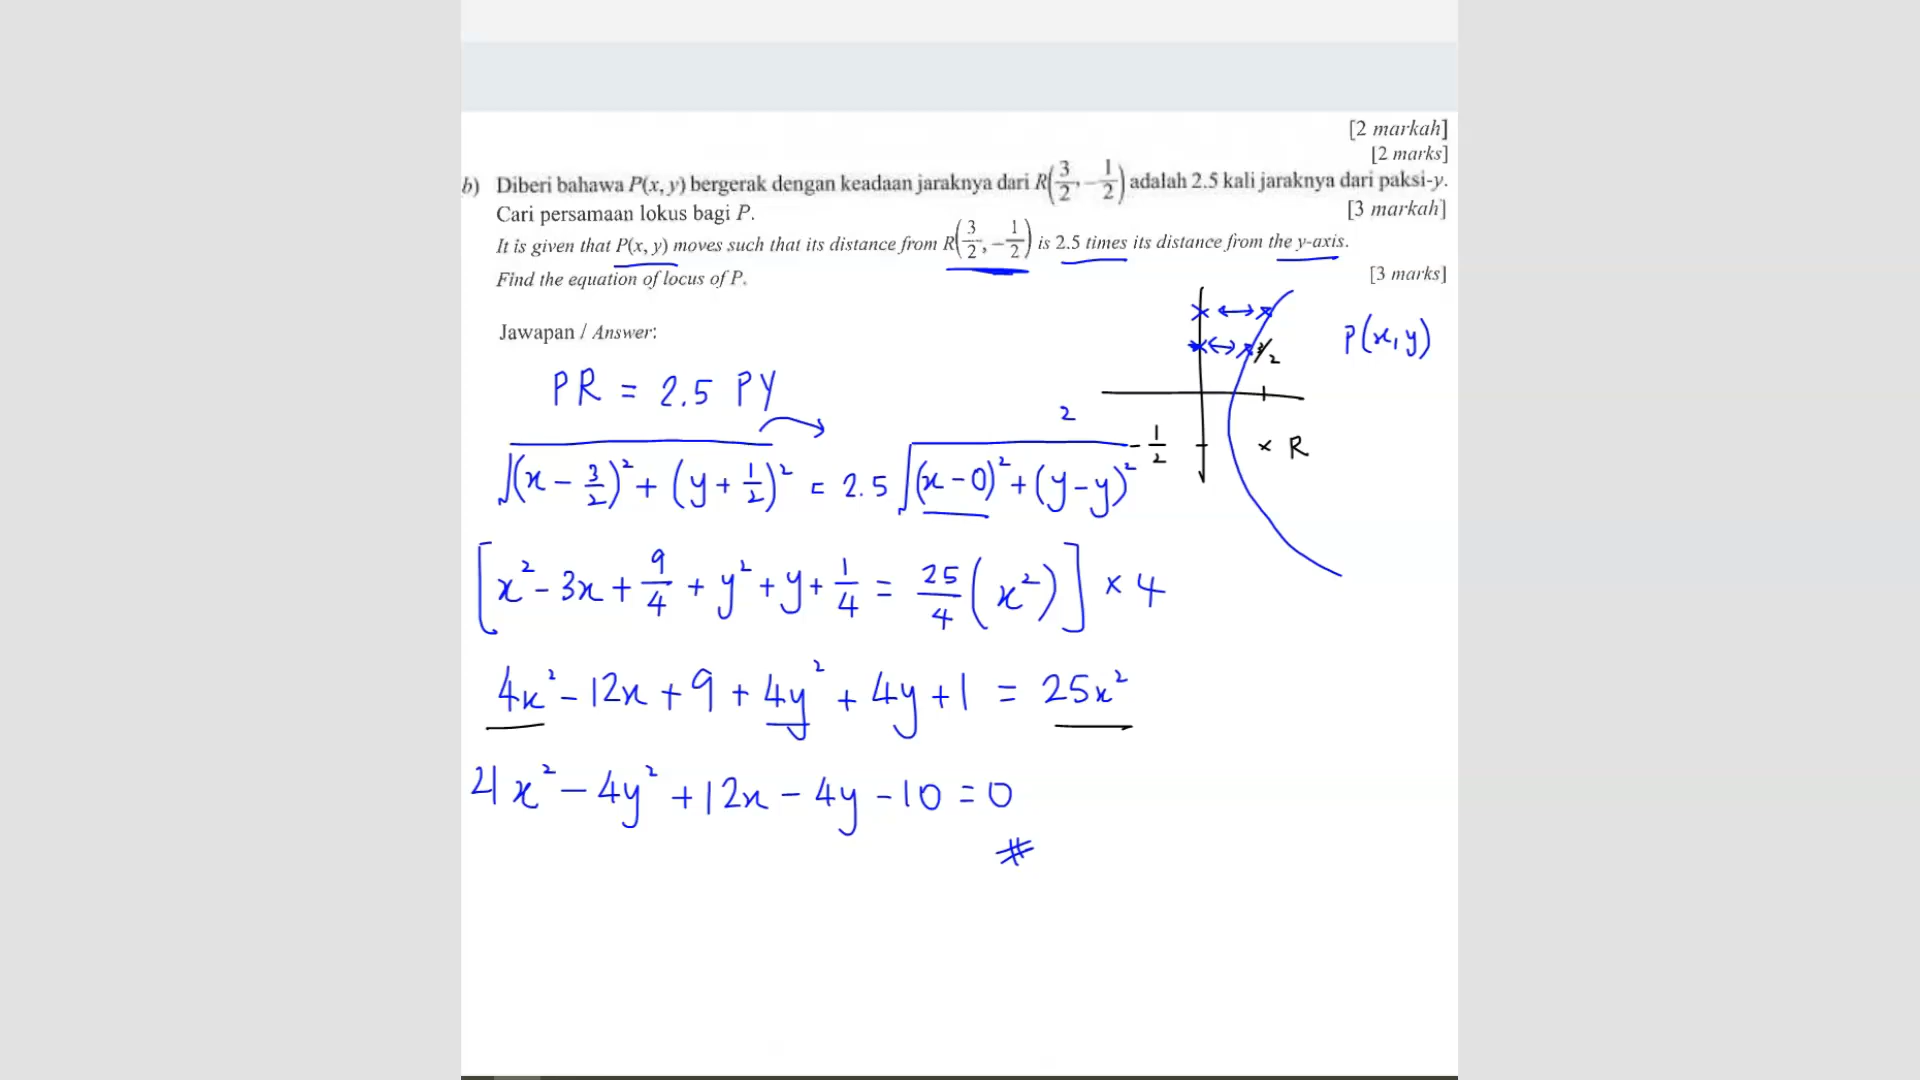 [2 markah]
[2 marks]
b) Diberi bahawa P(x, y) bergerak dengan keadaan jaraknya dari R(3/2, -1/2) adalah 2.5 kali jaraknya dari paksi-y.
Cari persamaan lokus bagi P. [3 markah]
It is given that P(x, y) moves such that its distance from R(3/2, -1/2) is 2.5 times its distance from the y-axis.
Find the equation of locus of P. [3 marks]
Jawapan / Answer:
P(x, y)
3/2
-1/2
× R
PR = 2.5 PY
2
√((x - 3/2)² + (y + 1/2)²) = 2.5 √((x - 0)² + (y - y)²)
[x² - 3x + 9/4 + y² + y + 1/4 = 25/4 (x²)] × 4
4x² - 12x + 9 + 4y² + 4y + 1 = 25x²
21x² - 4y² + 12x - 4y - 10 = 0
#